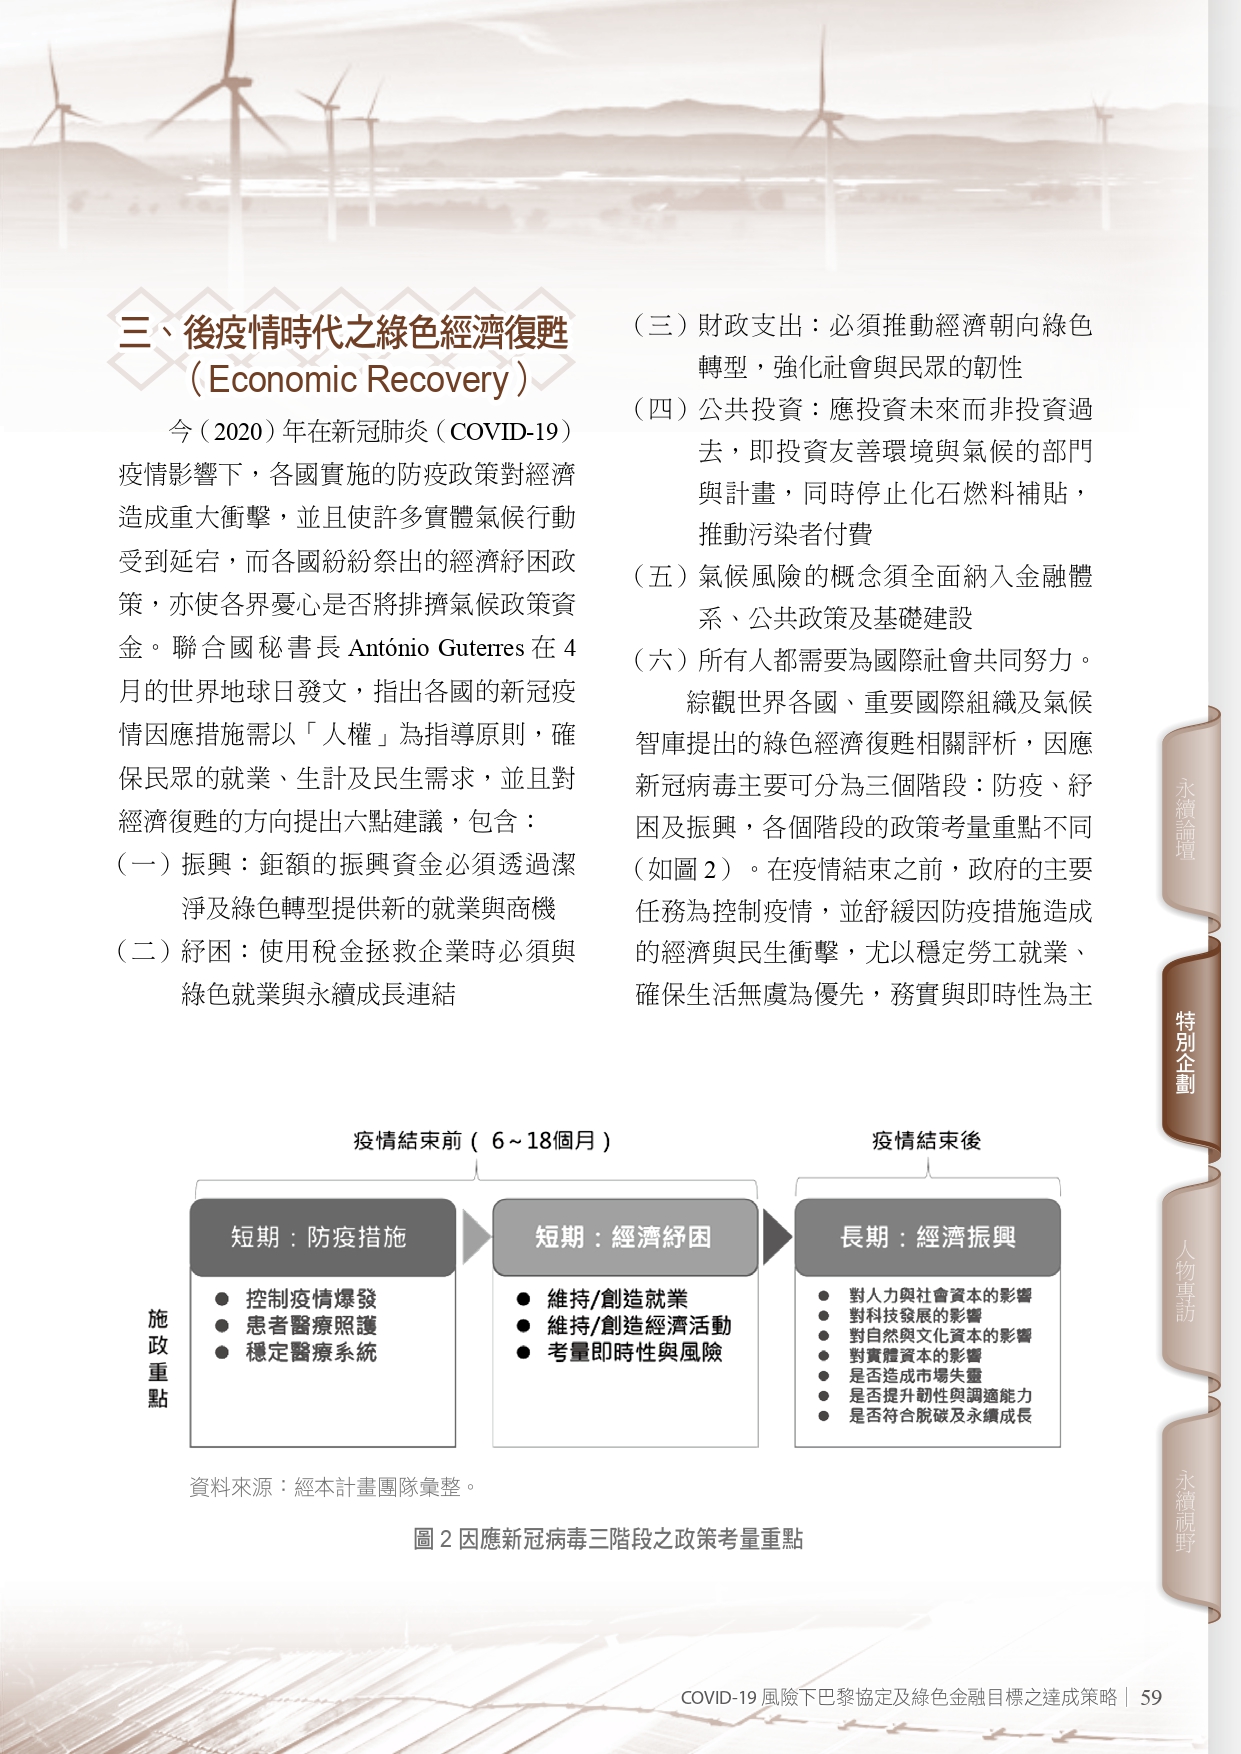 三、後疫情時代之綠色經濟復甦
（Economic Recovery）
今（2020）年在新冠肺炎（COVID-19）
疫情影響下，各國實施的防疫政策對經濟
造成重大衝擊，並且使許多實體氣候行動
受到延宕，而各國紛紛祭出的經濟紓困政
策，亦使各界憂心是否將排擠氣候政策資
金。聯合國秘書長 António Guterres 在 4
月的世界地球日發文，指出各國的新冠疫
情因應措施需以「人權」為指導原則，確
保民眾的就業、生計及民生需求，並且對
經濟復甦的方向提出六點建議，包含：
（一）振興：鉅額的振興資金必須透過潔
淨及綠色轉型提供新的就業與商機
（二）紓困：使用稅金拯救企業時必須與
綠色就業與永續成長連結
（三）財政支出：必須推動經濟朝向綠色
轉型，強化社會與民眾的韌性
（四）公共投資：應投資未來而非投資過
去，即投資友善環境與氣候的部門
與計畫，同時停止化石燃料補貼，
推動污染者付費
（五）氣候風險的概念須全面納入金融體
系、公共政策及基礎建設
（六）所有人都需要為國際社會共同努力。
綜觀世界各國、重要國際組織及氣候
智庫提出的綠色經濟復甦相關評析，因應
新冠病毒主要可分為三個階段：防疫、紓
困及振興，各個階段的政策考量重點不同
（如圖 2）。在疫情結束之前，政府的主要
任務為控制疫情，並舒緩因防疫措施造成
的經濟與民生衝擊，尤以穩定勞工就業、
確保生活無虞為優先，務實與即時性為主
疫情結束前（ 6~18個月）
疫情結束後
短期：防疫措施
短期：經濟紓困
長期：經濟振興
施政重點
● 控制疫情爆發
● 患者醫療照護
● 穩定醫療系統
● 維持/創造就業
● 維持/創造經濟活動
● 考量即時性與風險
● 對人力與社會資本的影響
● 對科技發展的影響
● 對自然與文化資本的影響
● 對實體資本的影響
● 是否造成市場失靈
● 是否提升韌性與調適能力
● 是否符合脫碳及永續成長
資料來源：經本計畫團隊彙整。
圖 2 因應新冠病毒三階段之政策考量重點
永續論壇
特別企劃
人物專訪
永續視野
COVID-19 風險下巴黎協定及綠色金融目標之達成策略｜ 59